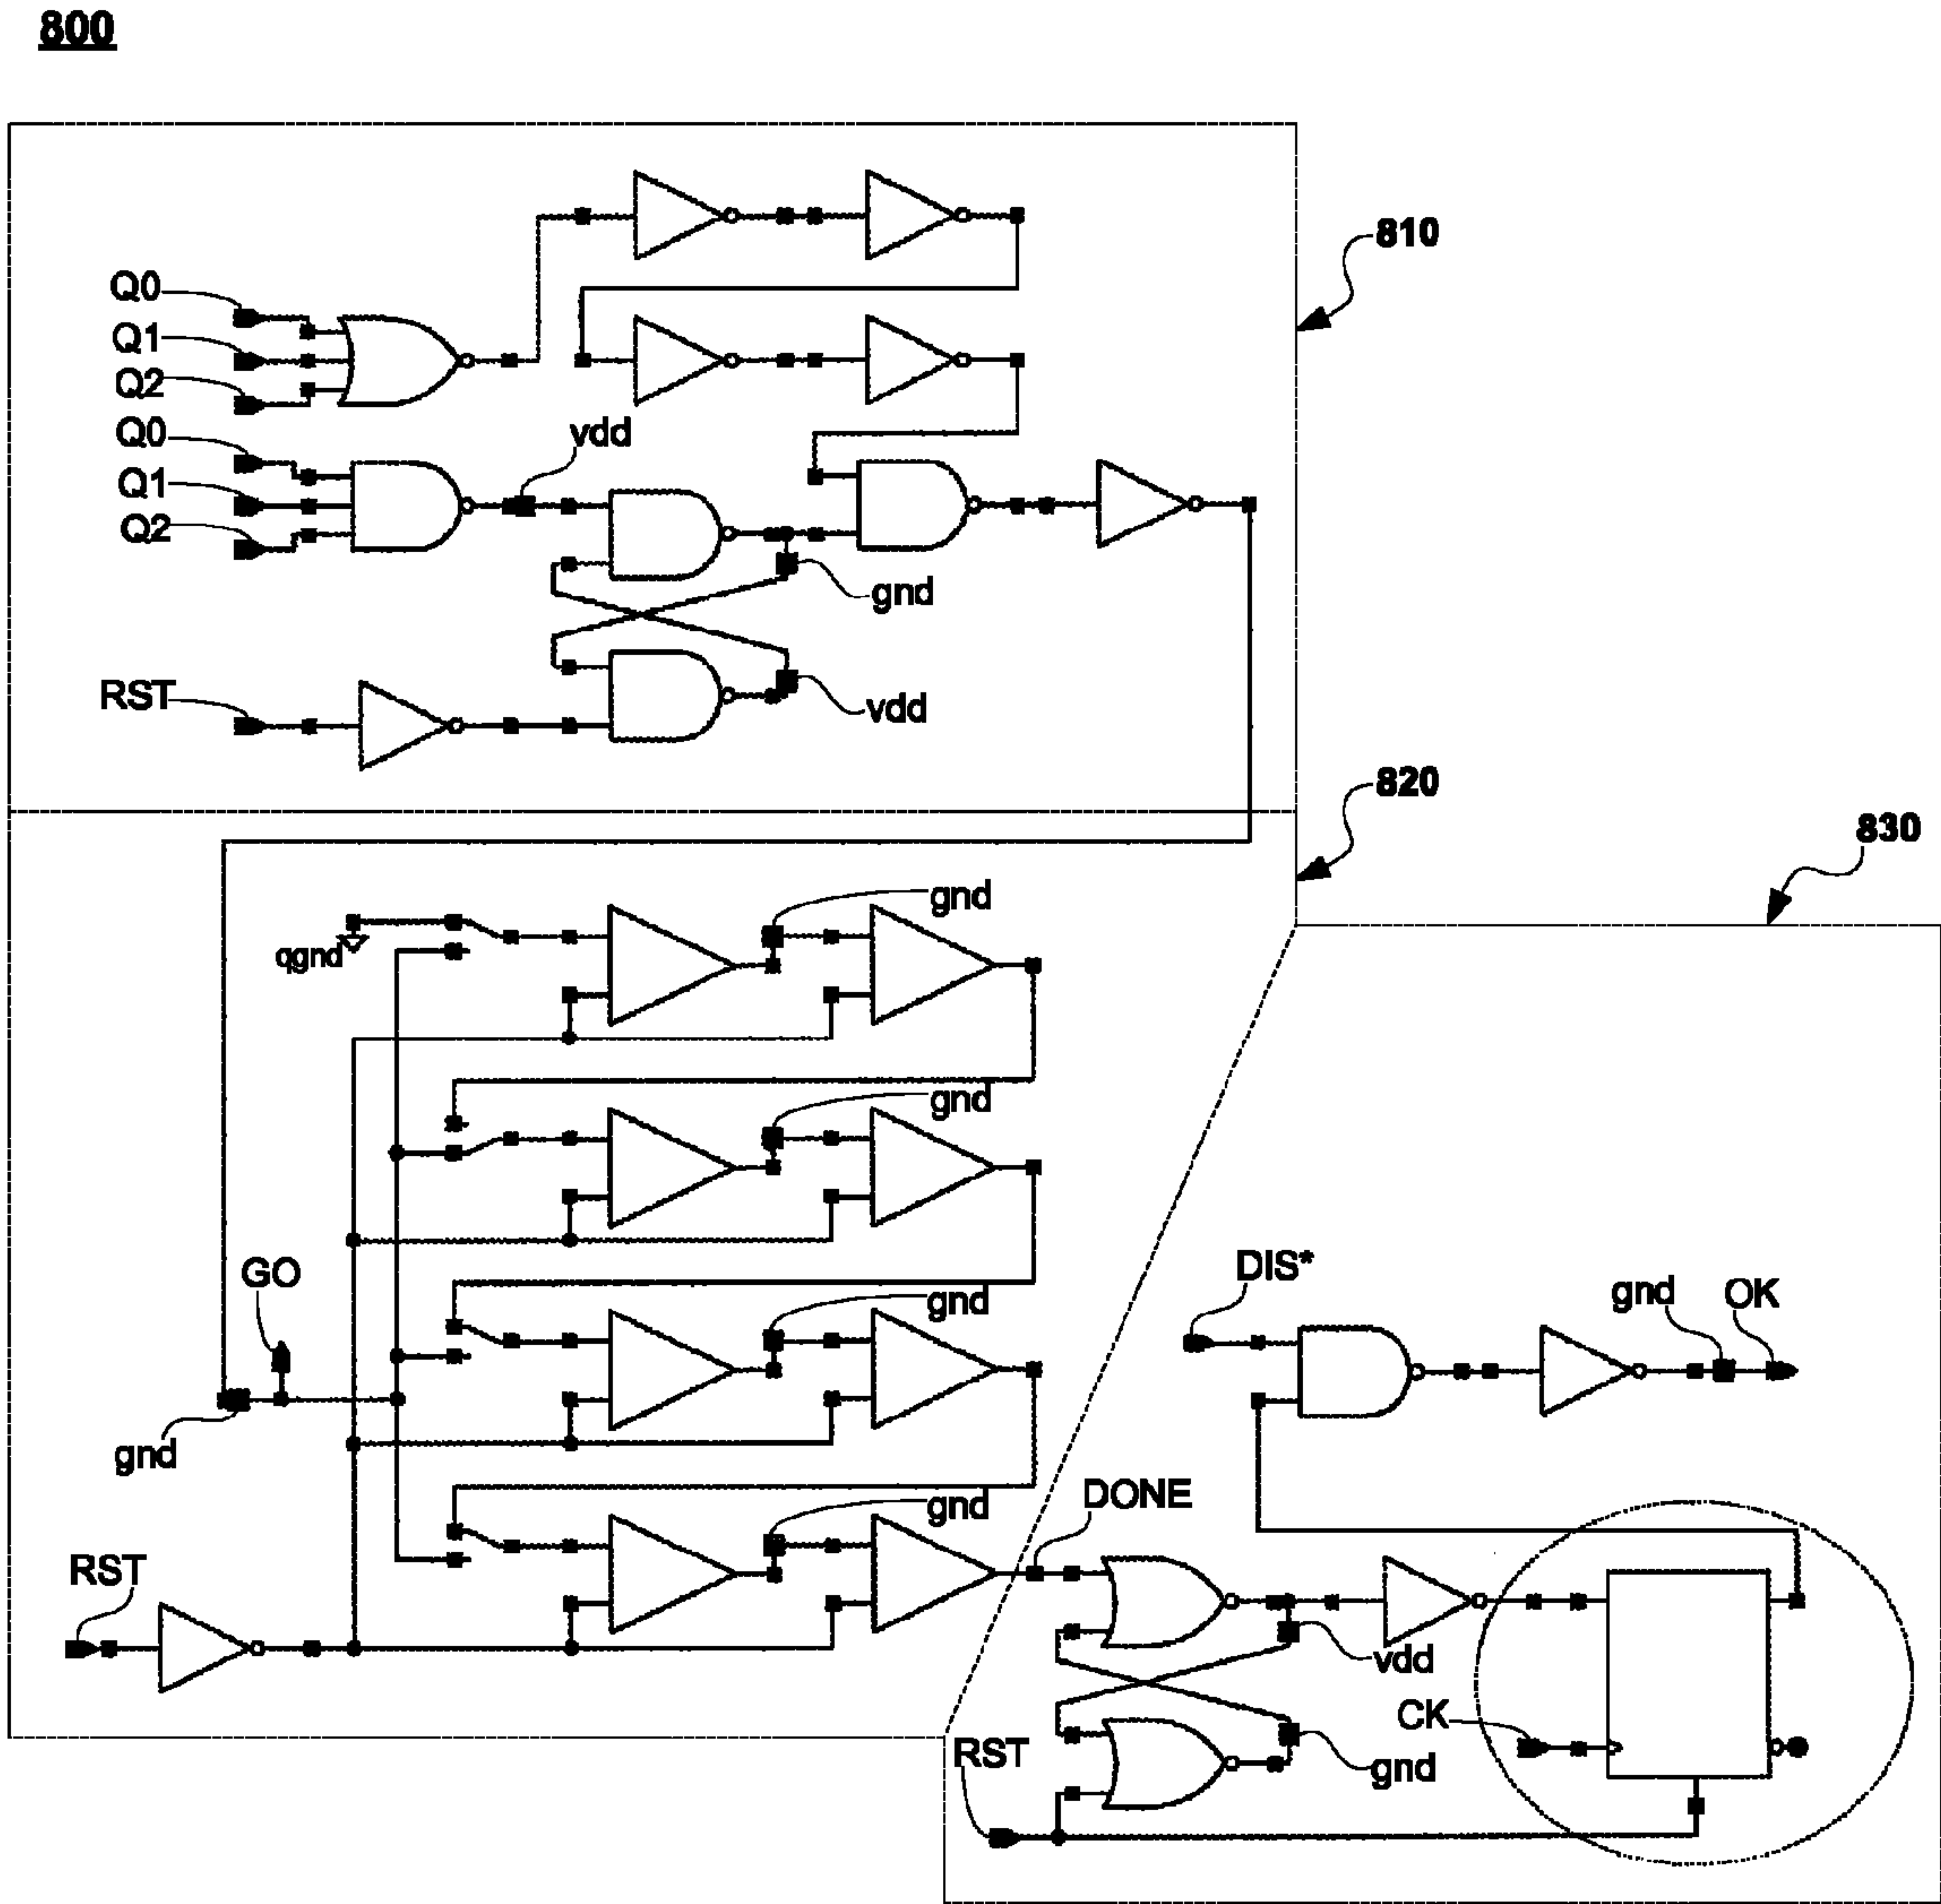 800
810
Q0
Q1
Q2
Q0
Q1
Q2
vdd
gnd
RST
vdd
820
830
gnd
qgnd
gnd
GO
DIS*
gnd
OK
gnd
gnd
DONE
gnd
RST
vdd
CK
RST
gnd